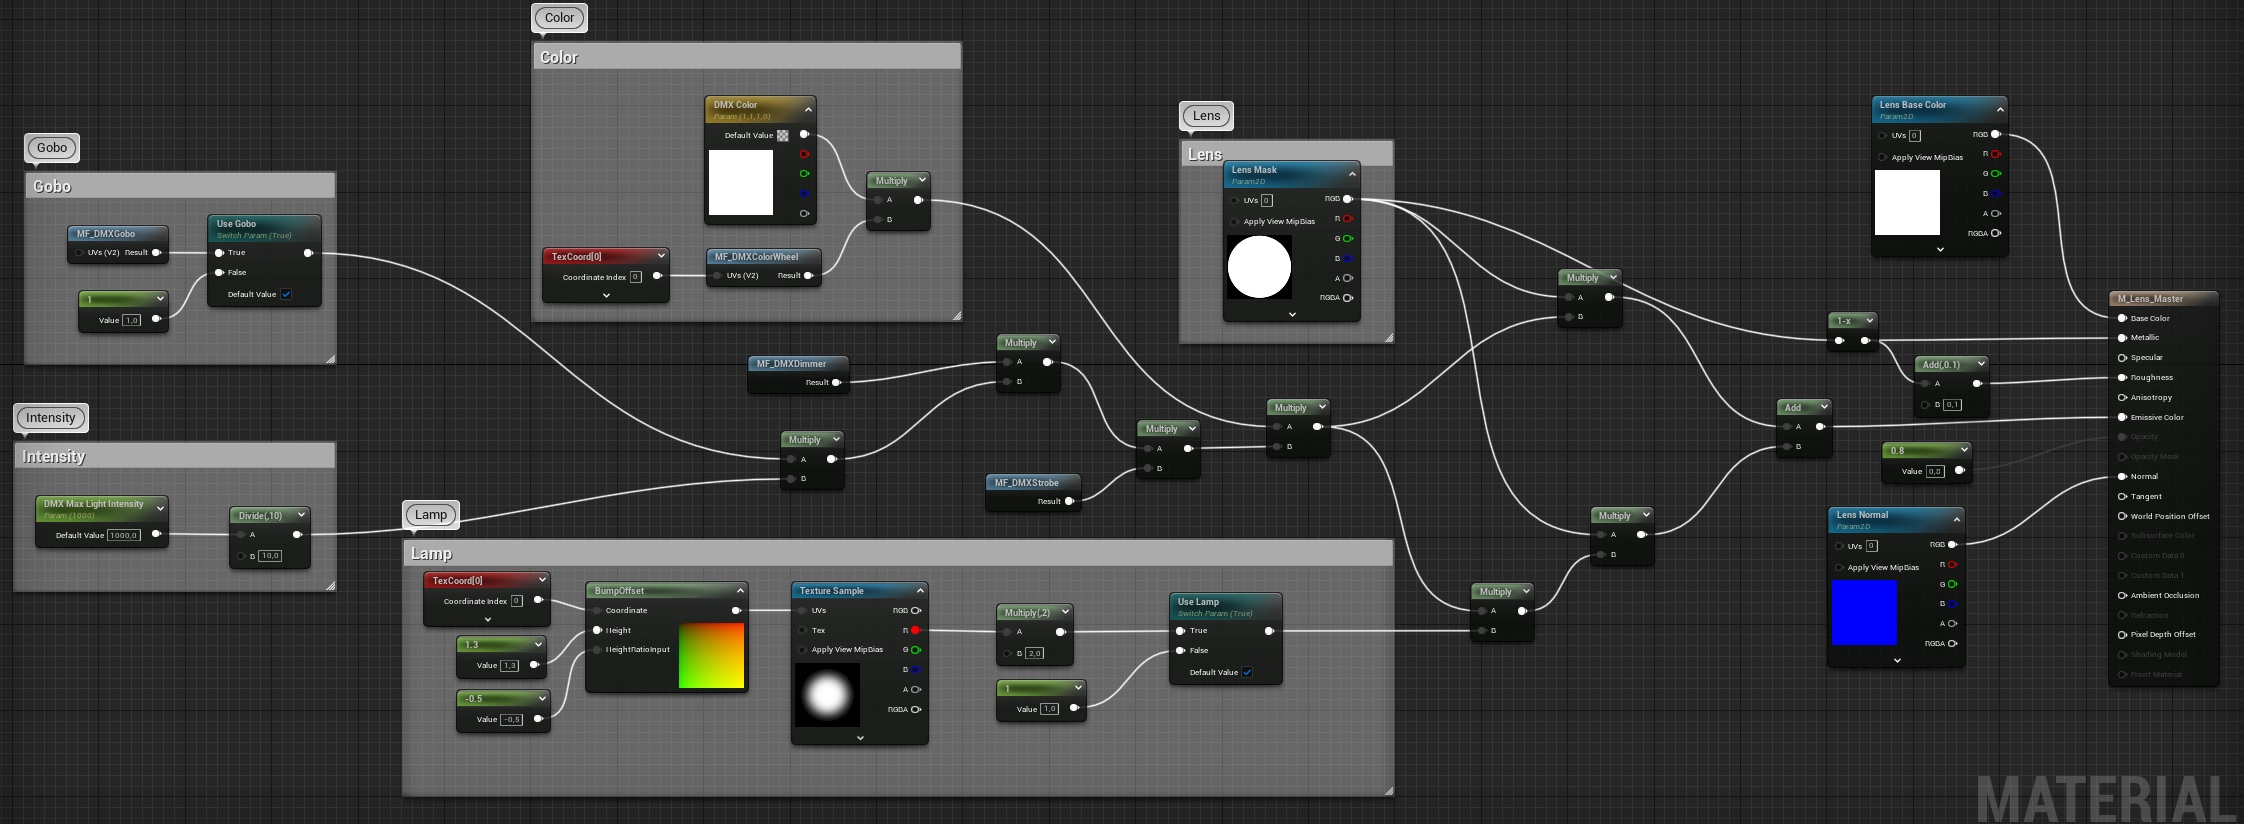 Gobo
Gobo
MF_DMXGobo
UVs (V2) Result
1
Value 1,0
Use Gobo
Switch Param (True)
True
False
Default Value
Intensity
Intensity
DMX Max Light Intensity
Param (1000)
Default Value 1000,0
Divide(,10)
A
B 10,0
Color
Color
DMX Color
Param (1,1,1,0)
Default Value
TexCoord[0]
Coordinate Index 0
MF_DMXColorWheel
UVs (V2) Result
Multiply
A
B
MF_DMXDimmer
Result
Multiply
A
B
Multiply
A
B
MF_DMXStrobe
Result
Multiply
A
B
Multiply
A
B
Lamp
Lamp
TexCoord[0]
Coordinate Index 0
1.3
Value 1,3
-0.5
Value -0,5
BumpOffset
Coordinate
Height
HeightRatioInput
Texture Sample
UVs RGB
Tex R
Apply View MipBias G
B
A
RGBA
Multiply(,2)
A
B 2,0
1
Value 1,0
Use Lamp
Switch Param (True)
True
False
Default Value
Lens
Lens
Lens Mask
Param2D
UVs 0 RGB
Apply View MipBias R
G
B
A
RGBA
Multiply
A
B
Multiply
A
B
Multiply
A
B
Add
A
B
1-x
Add(,0.1)
A
B 0,1
0.8
Value 0,8
Lens Base Color
Param2D
UVs 0 RGB
Apply View MipBias R
G
B
A
RGBA
Lens Normal
Param2D
UVs 0 RGB
Apply View MipBias R
G
B
A
RGBA
M_Lens_Master
Base Color
Metallic
Specular
Roughness
Anisotropy
Emissive Color
Opacity
Opacity Mask
Normal
Tangent
World Position Offset
Subsurface Color
Custom Data 0
Custom Data 1
Ambient Occlusion
Refraction
Pixel Depth Offset
Shading Model
Front Material
MATERIAL